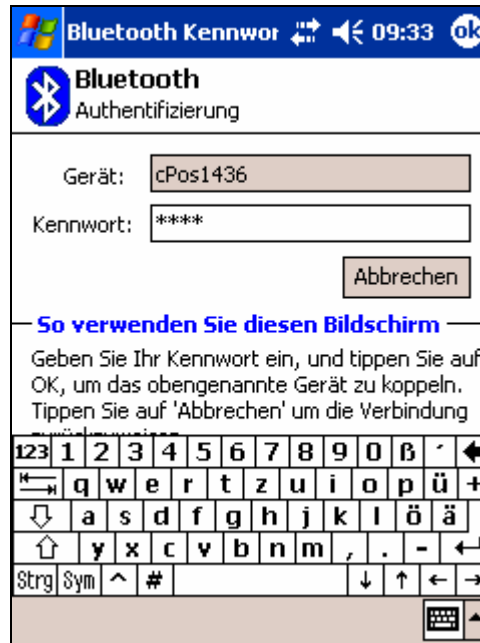 Bluetooth Kennwor 09:33 ok
Bluetooth
Authentifizierung
Gerät: cPos1436
Kennwort: ****
Abbrechen
So verwenden Sie diesen Bildschirm
Geben Sie Ihr Kennwort ein, und tippen Sie auf
OK, um das obengenannte Gerät zu koppeln.
Tippen Sie auf 'Abbrechen' um die Verbindung
123 1 2 3 4 5 6 7 8 9 0 ß ´
q w e r t z u i o p ü +
a s d f g h j k l ö ä
y x c v b n m , . -
Strg Sym ^ # ↓ ↑ ← →